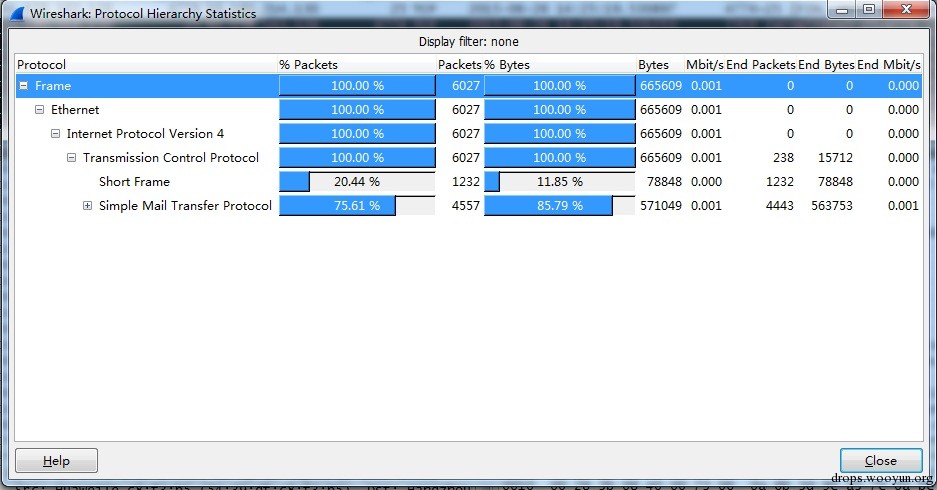 Wireshark: Protocol Hierarchy Statistics
Display filter: none
Protocol % Packets Packets % Bytes Bytes Mbit/s End Packets End Bytes End Mbit/s
Frame 100.00 % 6027 100.00 % 665609 0.001 0 0 0.000
Ethernet 100.00 % 6027 100.00 % 665609 0.001 0 0 0.000
Internet Protocol Version 4 100.00 % 6027 100.00 % 665609 0.001 0 0 0.000
Transmission Control Protocol 100.00 % 6027 100.00 % 665609 0.001 238 15712 0.000
Short Frame 20.44 % 1232 11.85 % 78848 0.000 1232 78848 0.000
Simple Mail Transfer Protocol 75.61 % 4557 85.79 % 571049 0.001 4443 563753 0.001
Help Close
drops.wooyun.org